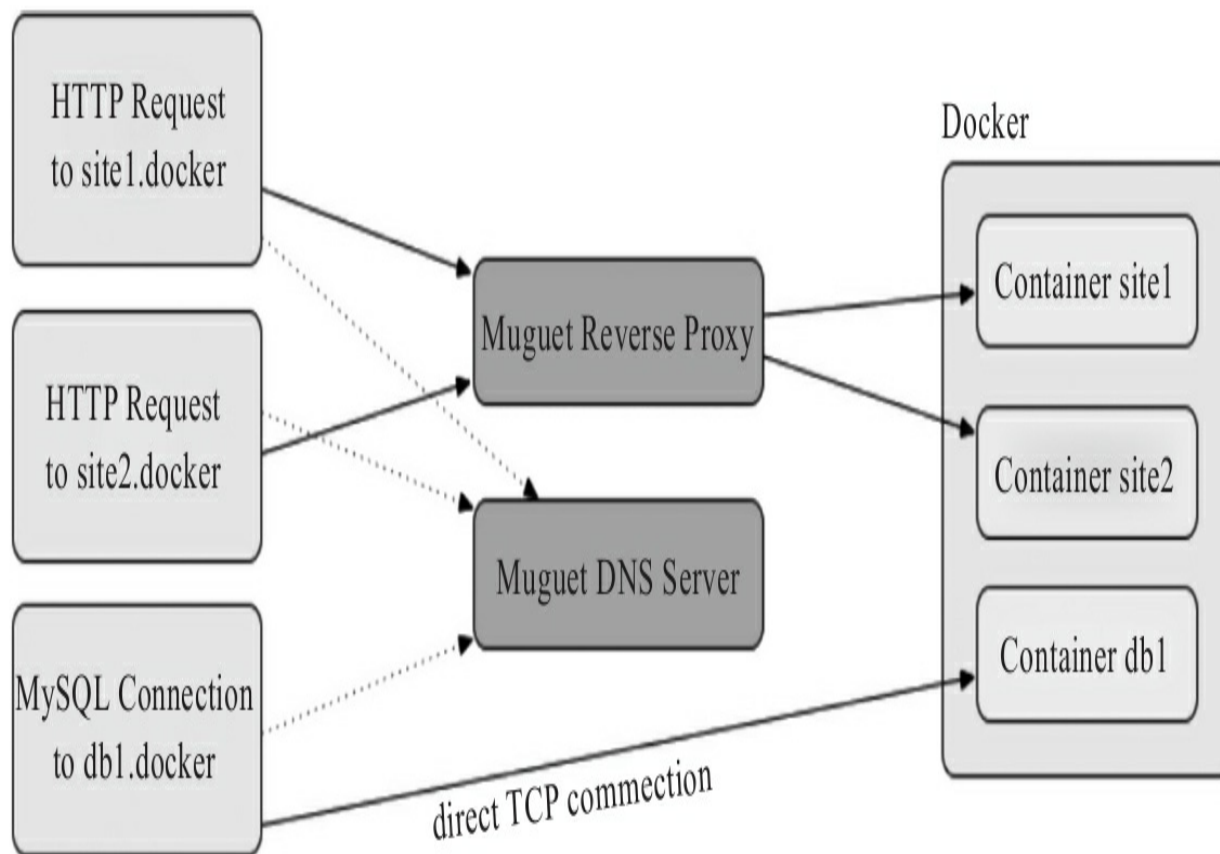 HTTP Request
to site1.docker
HTTP Request
to site2.docker
MySQL Connection
to db1.docker
Muguet Reverse Proxy
Muguet DNS Server
direct TCP commection
Docker
Container site1
Container site2
Container db1